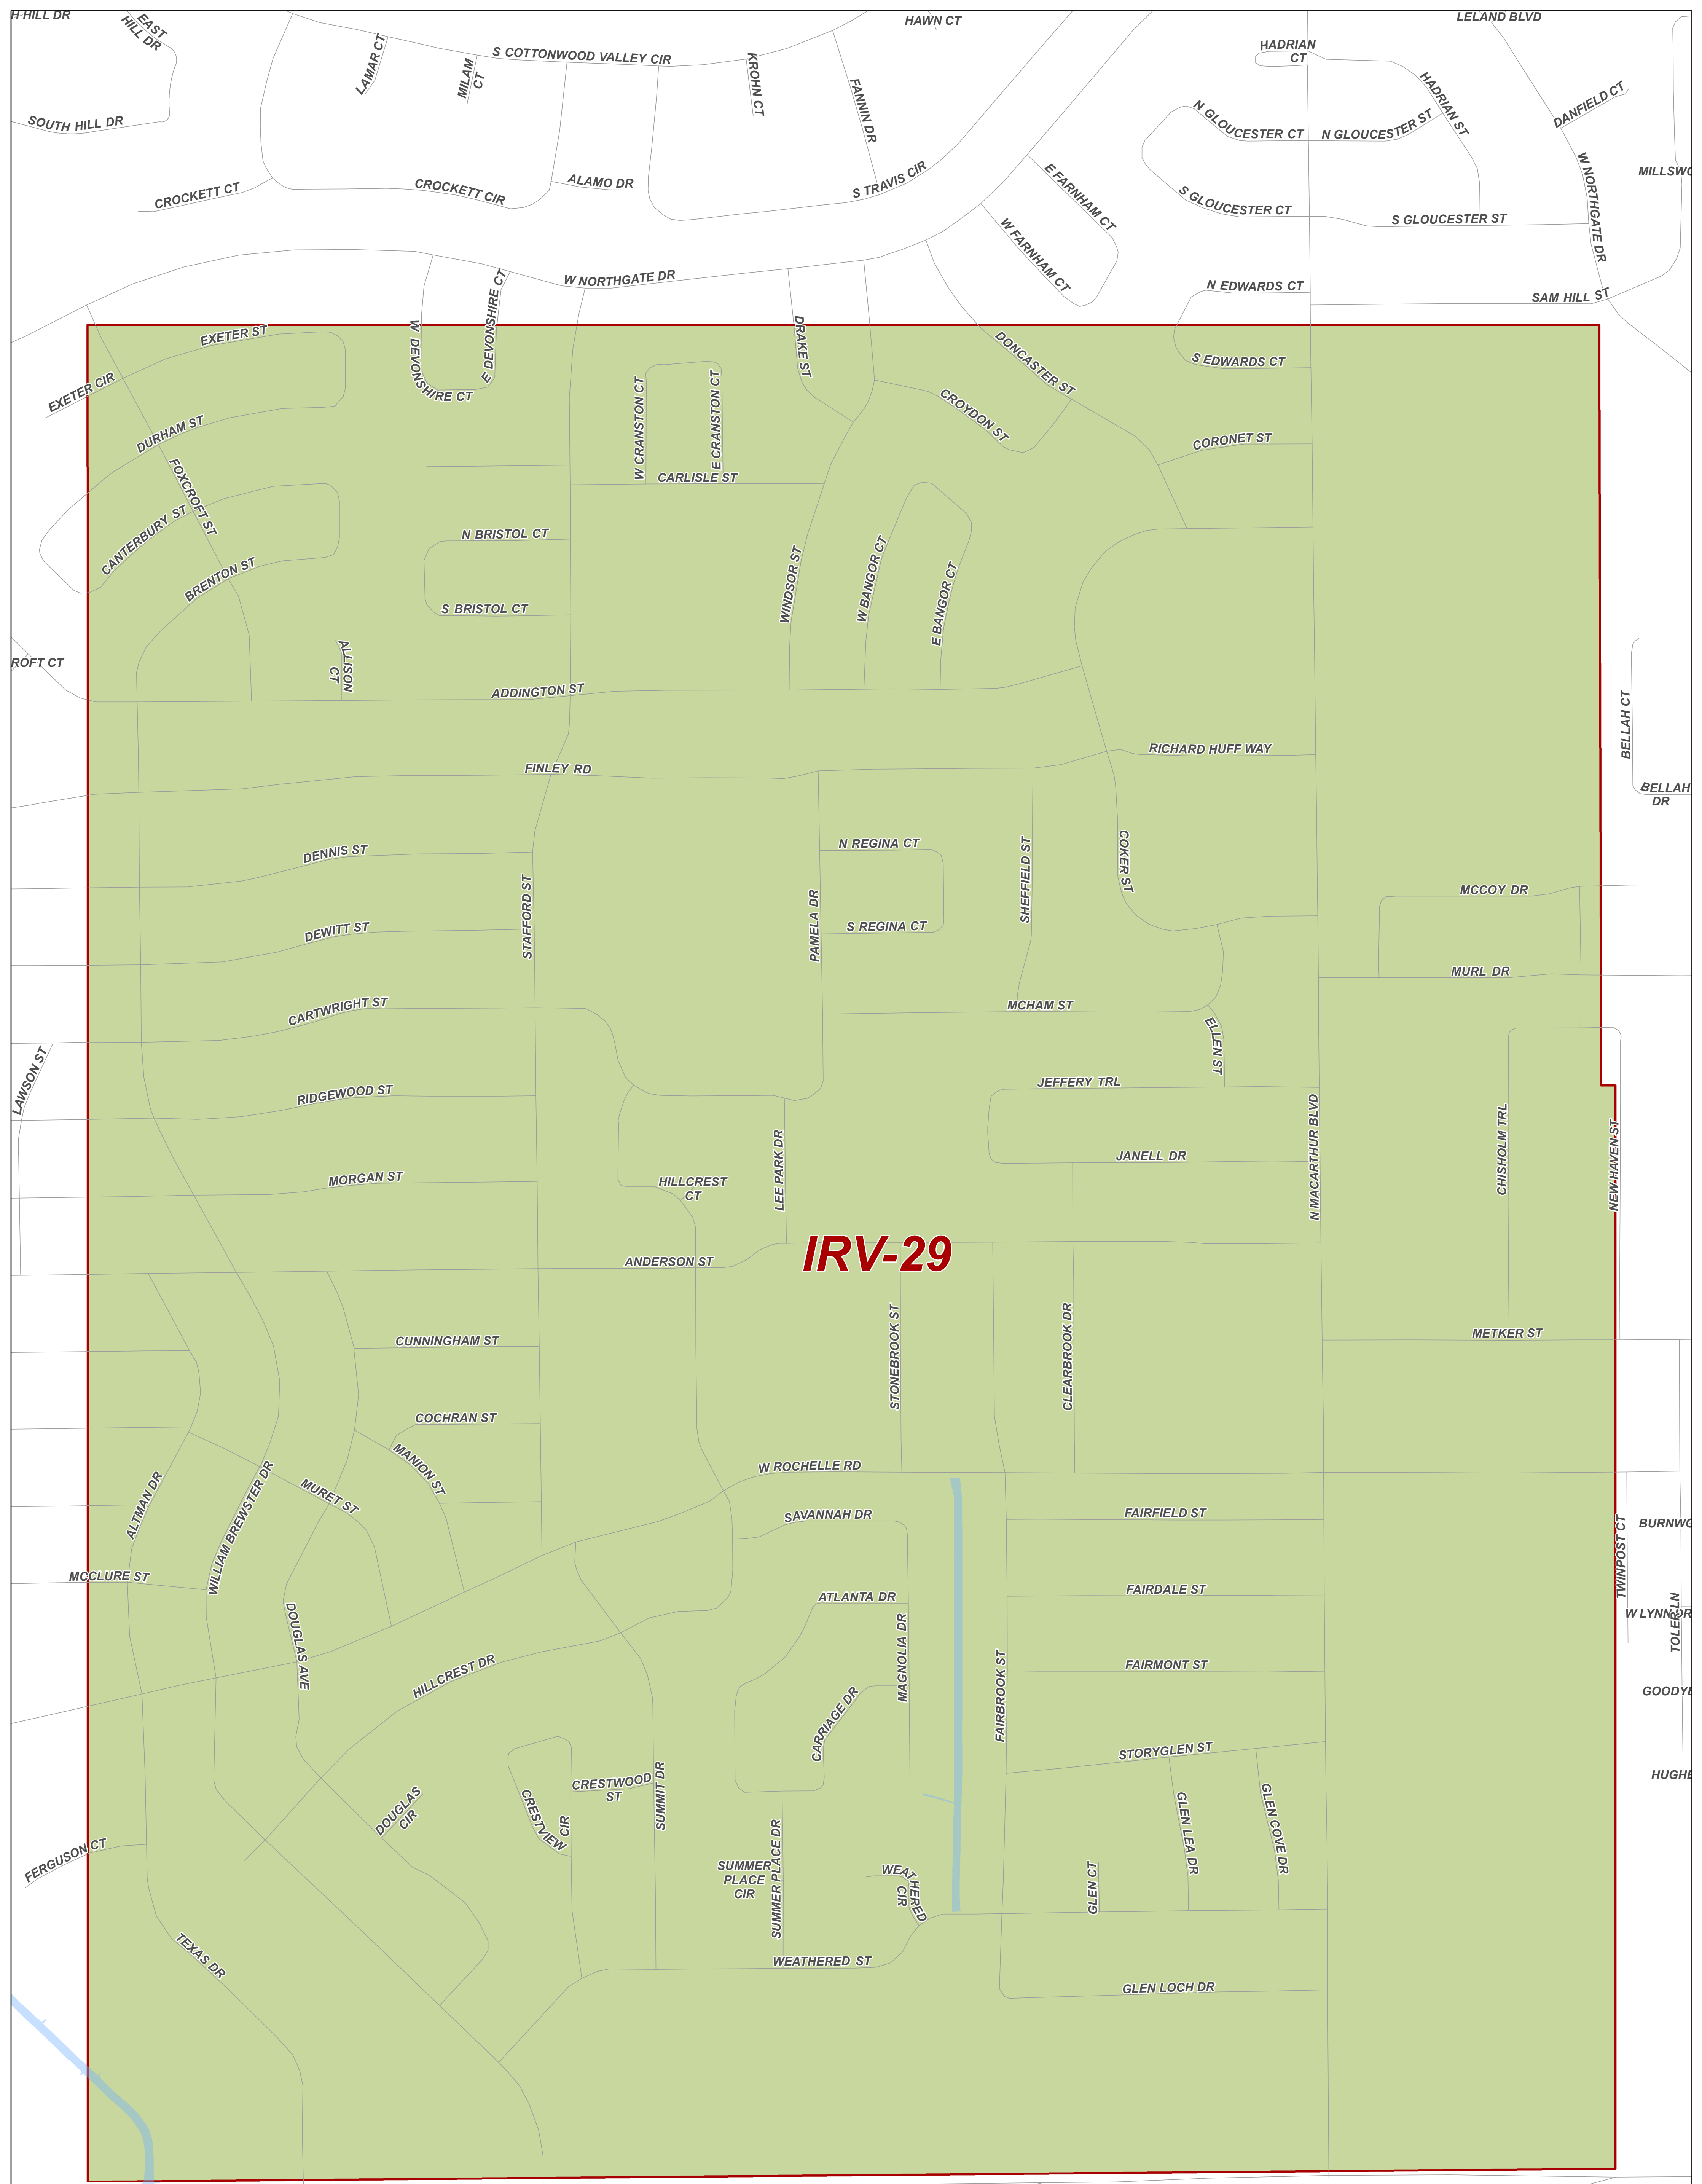 H HILL DR
EAST
HILL DR
HAWN CT
LELAND BLVD
LAMAR CT
MILAM
CT
S COTTONWOOD VALLEY CIR
KROHN CT
FANNIN DR
HADRIAN
CT
HADRIAN ST
DANFIELD CT
SOUTH HILL DR
N GLOUCESTER CT
N GLOUCESTER ST
W NORTHGATE DR
MILLSWO
CROCKETT CT
CROCKETT CIR
ALAMO DR
S TRAVIS CIR
E FARNHAM CT
S GLOUCESTER CT
S GLOUCESTER ST
W FARNHAM CT
W NORTHGATE DR
N EDWARDS CT
SAM HILL ST
EXETER ST
W DEVONSHIRE CT
E DEVONSHIRE CT
DRAKE ST
DONCASTER ST
S EDWARDS CT
EXETER CIR
W CRANSTON CT
E CRANSTON CT
CROYDON ST
DURHAM ST
CORONET ST
FOXCROFT ST
CARLISLE ST
CANTERBURY ST
N BRISTOL CT
WINDSOR ST
W BANGOR CT
E BANGOR CT
BRENTON ST
S BRISTOL CT
ROFT CT
ALLISON
CT
ADDINGTON ST
BELLAH CT
FINLEY RD
RICHARD HUFF WAY
BELLAH
DR
DENNIS ST
N REGINA CT
COKER ST
SHEFFIELD ST
STAFFORD ST
PAMELA DR
MCCOY DR
DEWITT ST
S REGINA CT
MURL DR
CARTWRIGHT ST
MCHAM ST
ELLEN ST
LAWSON ST
RIDGEWOOD ST
JEFFERY TRL
N MACARTHUR BLVD
CHISHOLM TRL
NEW HAVEN ST
LEE PARK DR
JANELL DR
MORGAN ST
HILLCREST
CT
IRV-29
ANDERSON ST
CUNNINGHAM ST
STONEBROOK ST
CLEARBROOK DR
METKER ST
COCHRAN ST
MANION ST
W ROCHELLE RD
ALTMAN DR
WILLIAM BREWSTER DR
MURET ST
SAVANNAH DR
FAIRFIELD ST
TWINPOST CT
BURNWO
MCCLURE ST
ATLANTA DR
FAIRDALE ST
W LYNN DR
TOLER LN
DOUGLAS AVE
MAGNOLIA DR
FAIRBROOK ST
HILLCREST DR
FAIRMONT ST
GOODYE
CARRIAGE DR
STORYGLEN ST
HUGHE
CRESTWOOD
ST
SUMMIT DR
DOUGLAS
CIR
CRESTVIEW
CIR
GLEN LEA DR
GLEN COVE DR
FERGUSON CT
SUMMER
PLACE
CIR
SUMMER PLACE DR
WEATHERED
CIR
GLEN CT
TEXAS DR
WEATHERED ST
GLEN LOCH DR